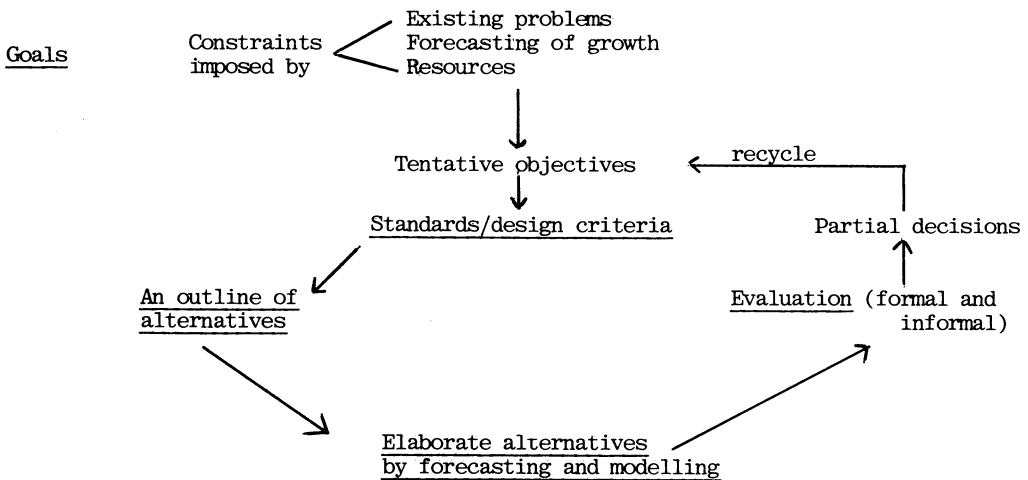 Goals
Constraints
imposed by
Existing problems
Forecasting of growth
Resources
Tentative objectives
recycle
Standards/design criteria
Partial decisions
An outline of
alternatives
Evaluation (formal and
informal)
Elaborate alternatives
by forecasting and modelling